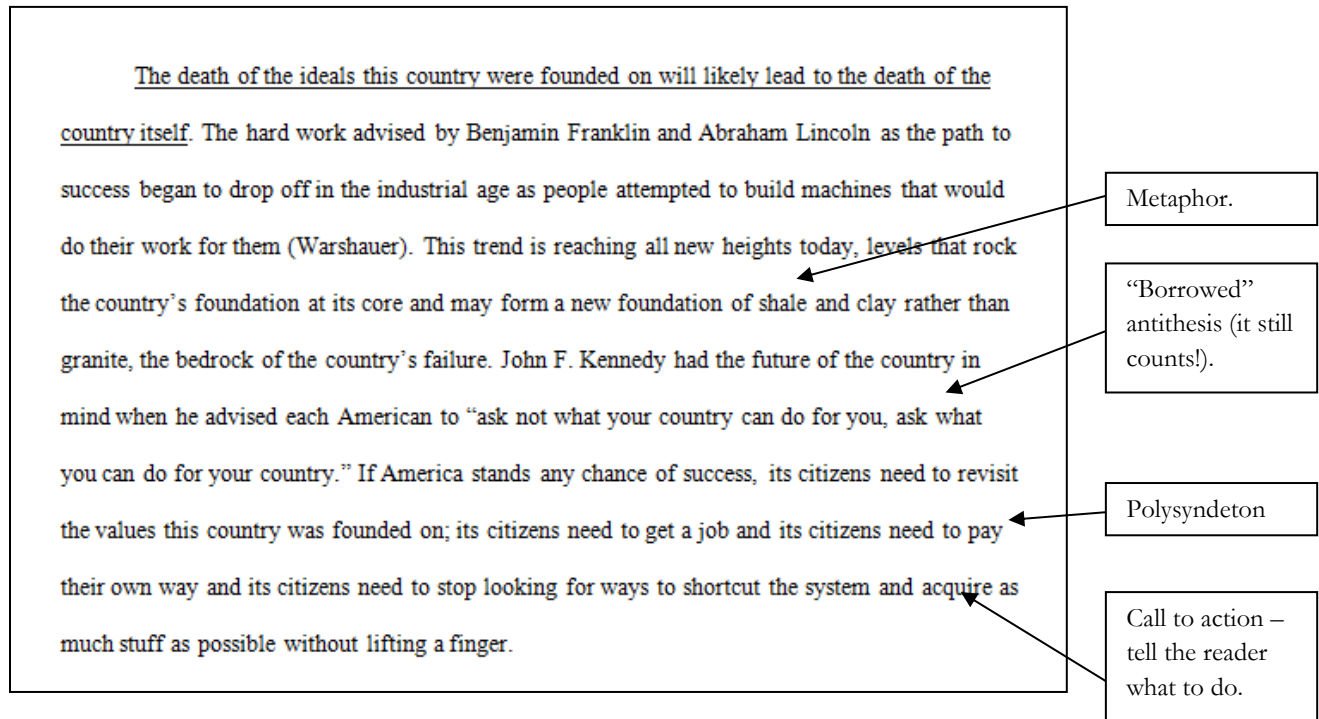 The death of the ideals this country were founded on will likely lead to the death of the
country itself. The hard work advised by Benjamin Franklin and Abraham Lincoln as the path to
success began to drop off in the industrial age as people attempted to build machines that would
do their work for them (Warshauer). This trend is reaching all new heights today, levels that rock
the country's foundation at its core and may form a new foundation of shale and clay rather than
granite, the bedrock of the country's failure. John F. Kennedy had the future of the country in
mind when he advised each American to “ask not what your country can do for you, ask what
you can do for your country.” If America stands any chance of success, its citizens need to revisit
the values this country was founded on; its citizens need to get a job and its citizens need to pay
their own way and its citizens need to stop looking for ways to shortcut the system and acquire as
much stuff as possible without lifting a finger.
Metaphor.
“Borrowed”
antithesis (it still
counts!).
Polysyndeton
Call to action –
tell the reader
what to do.